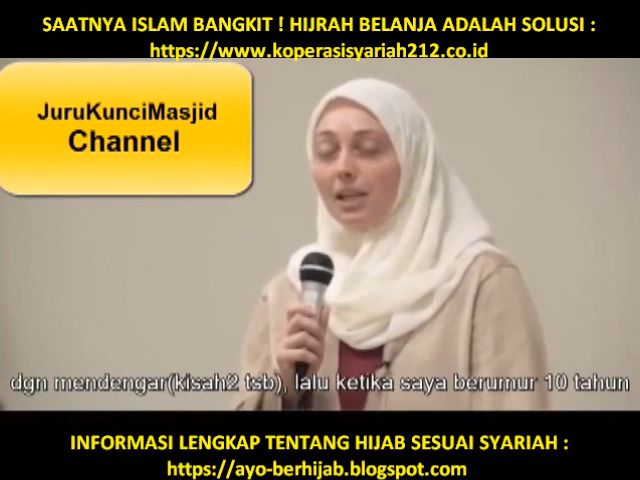 SAATNYA ISLAM BANGKIT ! HIJRAH BELANJA ADALAH SOLUSI :
https://www.koperasisyariah212.co.id
JuruKunciMasjid
Channel
dgn mendengar(kisah2 tsb), lalu ketika saya berumur 10 tahun
INFORMASI LENGKAP TENTANG HIJAB SESUAI SYARIAH :
https://ayo-berhijab.blogspot.com